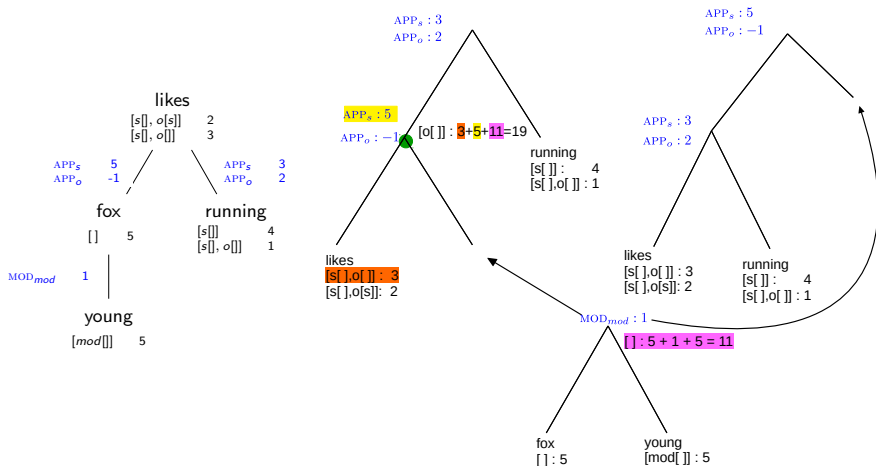 likes
[s[], o[s]] 2
[s[], o[]] 3
APPs 5
APPo -1
APPs 3
APPo 2
fox
[ ] 5
running
[s[]] 4
[s[], o[]] 1
MODmod 1
young
[mod[]] 5
APPs : 3
APPo : 2
APPs : 5
APPo : −1
[o[ ]] : 3+5+11=19
running
[s[ ]] : 4
[s[ ],o[ ]] : 1
likes
[s[ ],o[ ]] : 3
[s[ ],o[s]]: 2
APPs : 5
APPo : −1
APPs : 3
APPo : 2
likes
[s[ ],o[ ]] : 3
[s[ ],o[s]]: 2
running
[s[ ]] : 4
[s[ ],o[ ]] : 1
MODmod : 1
[ ] : 5 + 1 + 5 = 11
fox
[ ] : 5
young
[mod[ ]] : 5